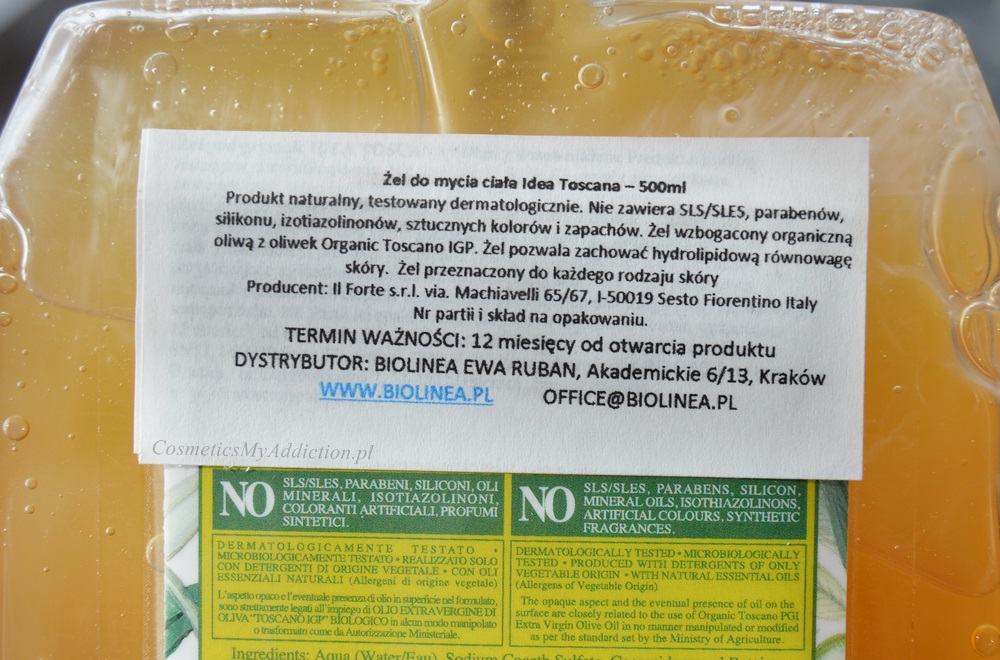 Żel do mycia ciała Idea Toscana – 500ml
Produkt naturalny, testowany dermatologicznie. Nie zawiera SLS/SLES, parabenów,
silikonu, izotiazolinonów, sztucznych kolorów i zapachów. Żel wzbogacony organiczną
oliwą z oliwek Organic Toscano IGP. Żel pozwala zachować hydrolipidową równowagę
skóry. Żel przeznaczony do każdego rodzaju skóry
Producent: Il Forte s.r.l. via. Machiavelli 65/67, I-50019 Sesto Fiorentino Italy
Nr partii i skład na opakowaniu.
TERMIN WAŻNOŚCI: 12 miesięcy od otwarcia produktu
DYSTRYBUTOR: BIOLINEA EWA RUBAN, Akademickie 6/13, Kraków
WWW.BIOLINEA.PL OFFICE@BIOLINEA.PL
CosmeticsMyAddiction.pl
NO SLS/SLES, PARABENI, SILICONI, OLI
MINERALI, ISOTIAZOLINONI,
COLORANTI ARTIFICIALI, PROFUMI
SINTETICI.
DERMATOLOGICAMENTE TESTATO •
MICROBIOLOGICAMENTE TESTATO • REALIZZATO SOLO
CON DETERGENTI DI ORIGINE VEGETALE • CON OLI
ESSENZIALI NATURALI (Allergeni di origine vegetale)
L'aspetto opaco e l'eventuale presenza di olio in superficie nel formulato,
sono strettamente legati all'impiego di OLIO EXTRAVERGINE DI
OLIVA "TOSCANO IGP" BIOLOGICO in alcun modo manipolato
o trasformato come da Autorizzazione Ministeriale.
NO SLS/SLES, PARABENS, SILICON,
MINERAL OILS, ISOTHIAZOLINONS,
ARTIFICIAL COLOURS, SYNTHETIC
FRAGRANCES.
DERMATOLOGICALLY TESTED • MICROBIOLOGICALLY
TESTED • PRODUCED WITH DETERGENTS OF ONLY
VEGETABLE ORIGIN • WITH NATURAL ESSENTIAL OILS
(Allergens of Vegetable Origin)
The opaque aspect and the eventual presence of oil on the
surface are closely related to the use of Organic Toscano PGI
Extra Virgin Olive Oil in no manner manipulated or modified
as per the standard set by the Ministry of Agriculture.
Ingredients: Aqua (Water/Eau), Sodium Coceth Sulfate,